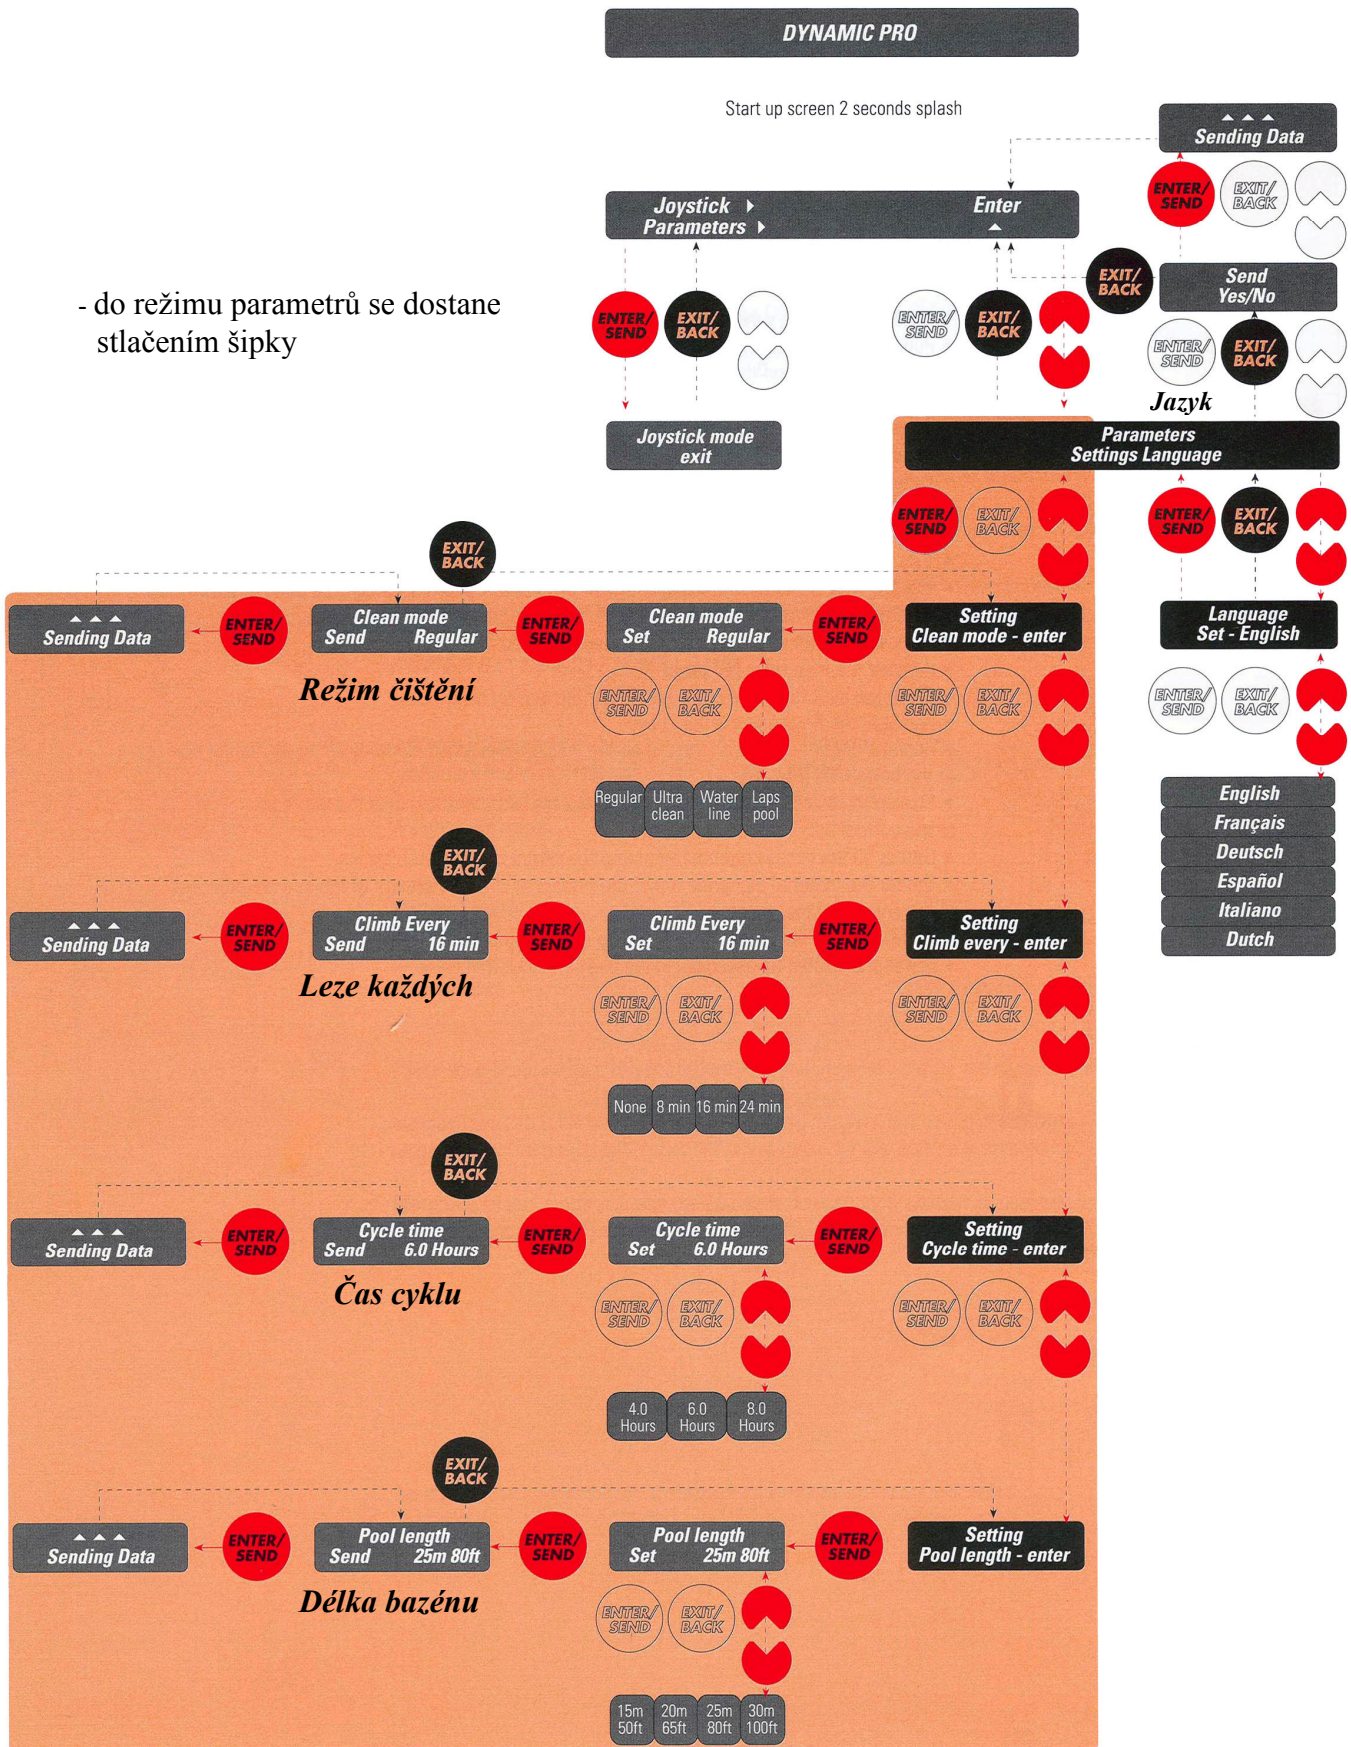 DYNAMIC PRO
Start up screen 2 seconds splash
Sending Data
ENTER/
SEND
EXIT/
BACK
Joystick
Parameters
Enter
EXIT/
BACK
Send
Yes/No
- do režimu parametrů se dostane
stlačením šipky
ENTER/
SEND
EXIT/
BACK
ENTER/
SEND
EXIT/
BACK
ENTER/
SEND
EXIT/
BACK
Jazyk
Joystick mode
exit
Parameters
Settings Language
ENTER/
SEND
EXIT/
BACK
ENTER/
SEND
EXIT/
BACK
EXIT/
BACK
Sending Data
ENTER/
SEND
Clean mode
Send Regular
ENTER/
SEND
Clean mode
Set Regular
ENTER/
SEND
Setting
Clean mode - enter
Language
Set - English
Režim čištění
ENTER/
SEND
EXIT/
BACK
ENTER/
SEND
EXIT/
BACK
ENTER/
SEND
EXIT/
BACK
Regular
Ultra
clean
Water
line
Laps
pool
English
Français
Deutsch
Español
Italiano
Dutch
EXIT/
BACK
Sending Data
ENTER/
SEND
Climb Every
Send 16 min
ENTER/
SEND
Climb Every
Set 16 min
ENTER/
SEND
Setting
Climb every - enter
Leze každých
ENTER/
SEND
EXIT/
BACK
ENTER/
SEND
EXIT/
BACK
None
8 min
16 min
24 min
EXIT/
BACK
Sending Data
ENTER/
SEND
Cycle time
Send 6.0 Hours
ENTER/
SEND
Cycle time
Set 6.0 Hours
ENTER/
SEND
Setting
Cycle time - enter
Čas cyklu
ENTER/
SEND
EXIT/
BACK
ENTER/
SEND
EXIT/
BACK
4.0
Hours
6.0
Hours
8.0
Hours
EXIT/
BACK
Sending Data
ENTER/
SEND
Pool length
Send 25m 80ft
ENTER/
SEND
Pool length
Set 25m 80ft
ENTER/
SEND
Setting
Pool length - enter
Délka bazénu
ENTER/
SEND
EXIT/
BACK
15m
50ft
20m
65ft
25m
80ft
30m
100ft